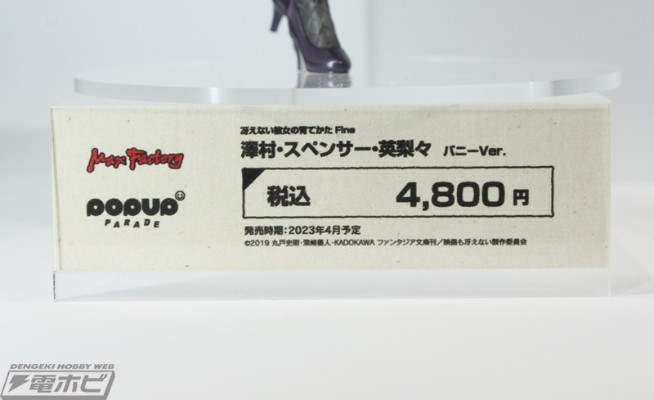 冴えない彼女の育てかた Fine
澤村・スペンサー・英梨々 バニーVer.
Max Factory
POPUP
PARADE
税込 4,800円
発売時期：2023年4月予定
©2019 丸戸史明・深崎暮人・KADOKAWA ファンタジア文庫刊／映画も冴えない製作委員会
DENGEKI HOBBY WEB
電ホビ